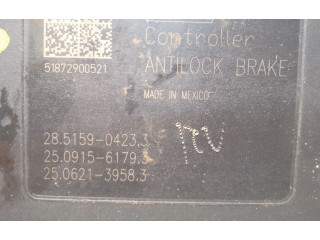 Controller
51872900521
ANTILOCK BRAKE
MADE IN MEXICO
28.5159-0423.3
25.0915-6179.3
25.0621-3958.3